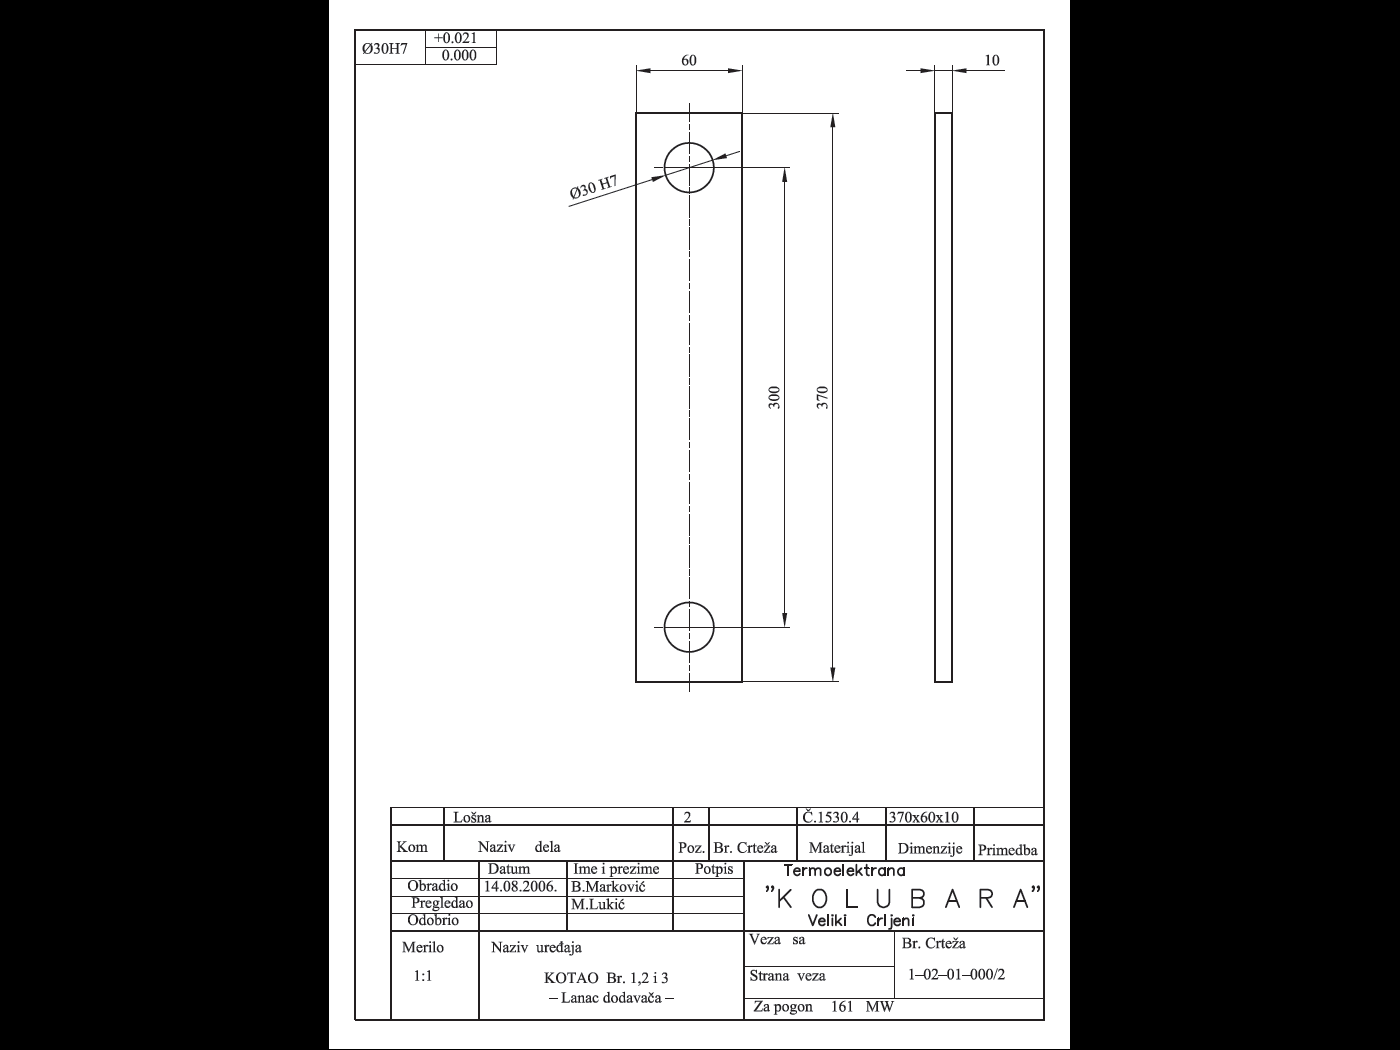 Ø30H7 +0.021
0.000
60
10
Ø30 H7
300
370
Lošna 2 Č.1530.4 370x60x10
Kom Naziv dela Poz. Br. Crteža Materijal Dimenzije Primedba
Datum Ime i prezime Potpis
Obradio 14.08.2006. B.Marković
Pregledao M.Lukić
Odobrio
Termoelektrana
"K O L U B A R A"
Veliki Crljeni
Merilo
1:1
Naziv uređaja
KOTAO Br. 1,2 i 3
– Lanac dodavača –
Veza sa
Strana veza
Br. Crteža
1–02–01–000/2
Za pogon 161 MW